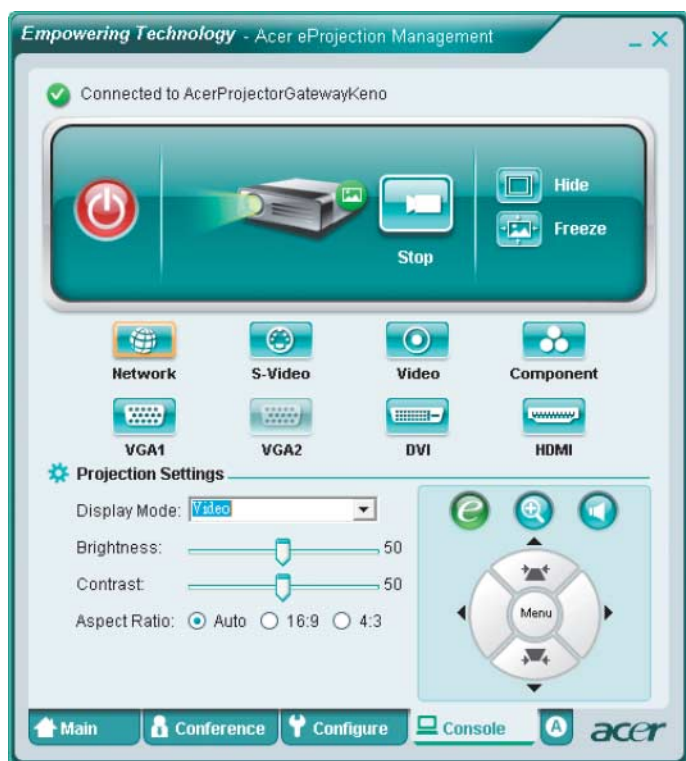 Empowering Technology - Acer eProjection Management
Connected to AcerProjectorGatewayKeno
Hide
Freeze
Stop
Network S-Video Video Component
VGA1 VGA2 DVI HDMI
Projection Settings
Display Mode: Video
Brightness: 50
Contrast: 50
Aspect Ratio: Auto 16:9 4:3
e
Menu
Main Conference Configure Console A acer